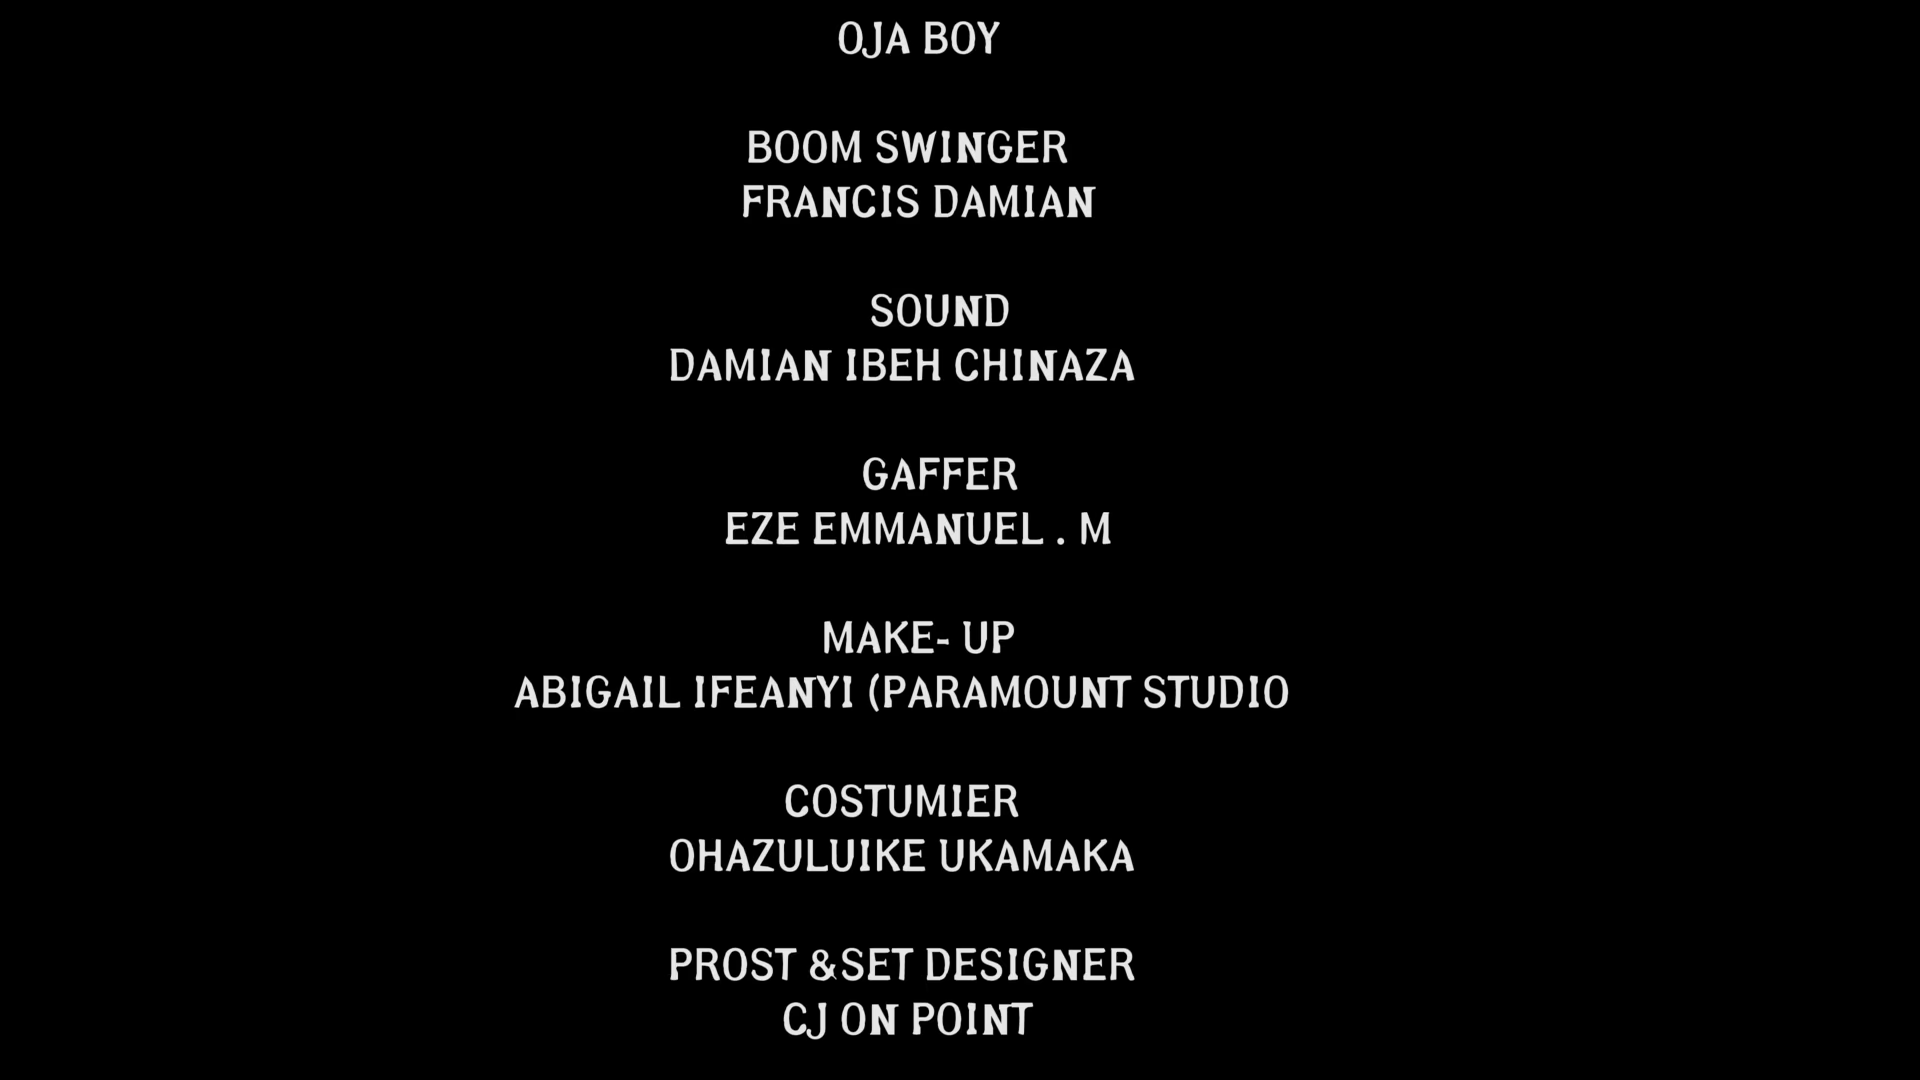 OJA BOY
BOOM SWINGER
FRANCIS DAMIAN
SOUND
DAMIAN IBEH CHINAZA
GAFFER
EZE EMMANUEL . M
MAKE- UP
ABIGAIL IFEANYI (PARAMOUNT STUDIO
COSTUMIER
OHAZULUIKE UKAMAKA
PROST &SET DESIGNER
CJ ON POINT